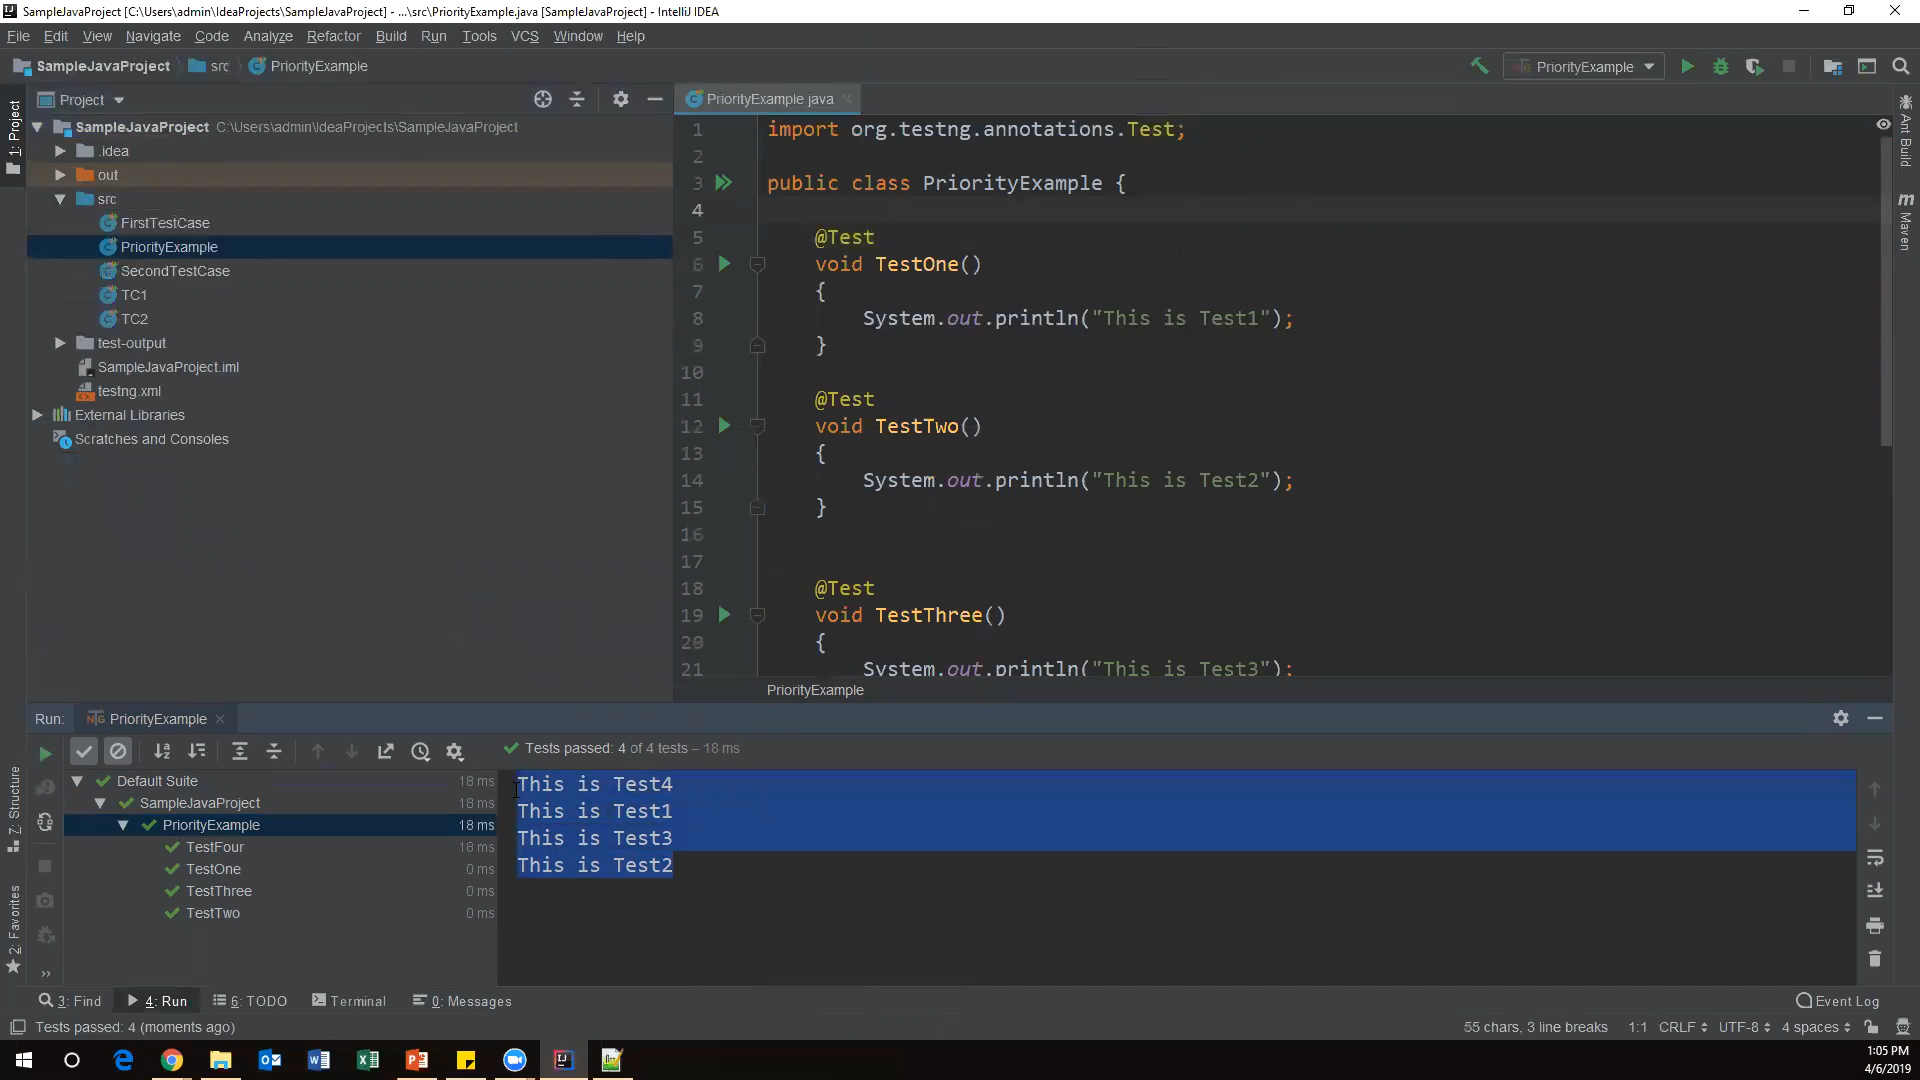 SampleJavaProject [C:\Users\admin\IdeaProjects\SampleJavaProject] - ...\src\PriorityExample.java [SampleJavaProject] - IntelliJ IDEA
File Edit View Navigate Code Analyze Refactor Build Run Tools VCS Window Help
SampleJavaProject src PriorityExample
PriorityExample
Project
PriorityExample.java
1: Project
SampleJavaProject C:\Users\admin\IdeaProjects\SampleJavaProject
.idea
out
src
FirstTestCase
PriorityExample
SecondTestCase
TC1
TC2
test-output
SampleJavaProject.iml
testng.xml
External Libraries
Scratches and Consoles
1 import org.testng.annotations.Test;
2
3 public class PriorityExample {
4
5 @Test
6 void TestOne()
7 {
8 System.out.println("This is Test1");
9 }
10
11 @Test
12 void TestTwo()
13 {
14 System.out.println("This is Test2");
15 }
16
17
18 @Test
19 void TestThree()
20 {
21 System.out.println("This is Test3");
PriorityExample
Ant Build
Maven
Run: PriorityExample
Tests passed: 4 of 4 tests – 18 ms
Default Suite 18 ms
SampleJavaProject 18 ms
PriorityExample 18 ms
TestFour 18 ms
TestOne 0 ms
TestThree 0 ms
TestTwo 0 ms
This is Test4
This is Test1
This is Test3
This is Test2
7: Structure
2: Favorites
3: Find 4: Run 6: TODO Terminal 0: Messages Event Log
Tests passed: 4 (moments ago) 55 chars, 3 line breaks 1:1 CRLF UTF-8 4 spaces
1:05 PM
4/6/2019